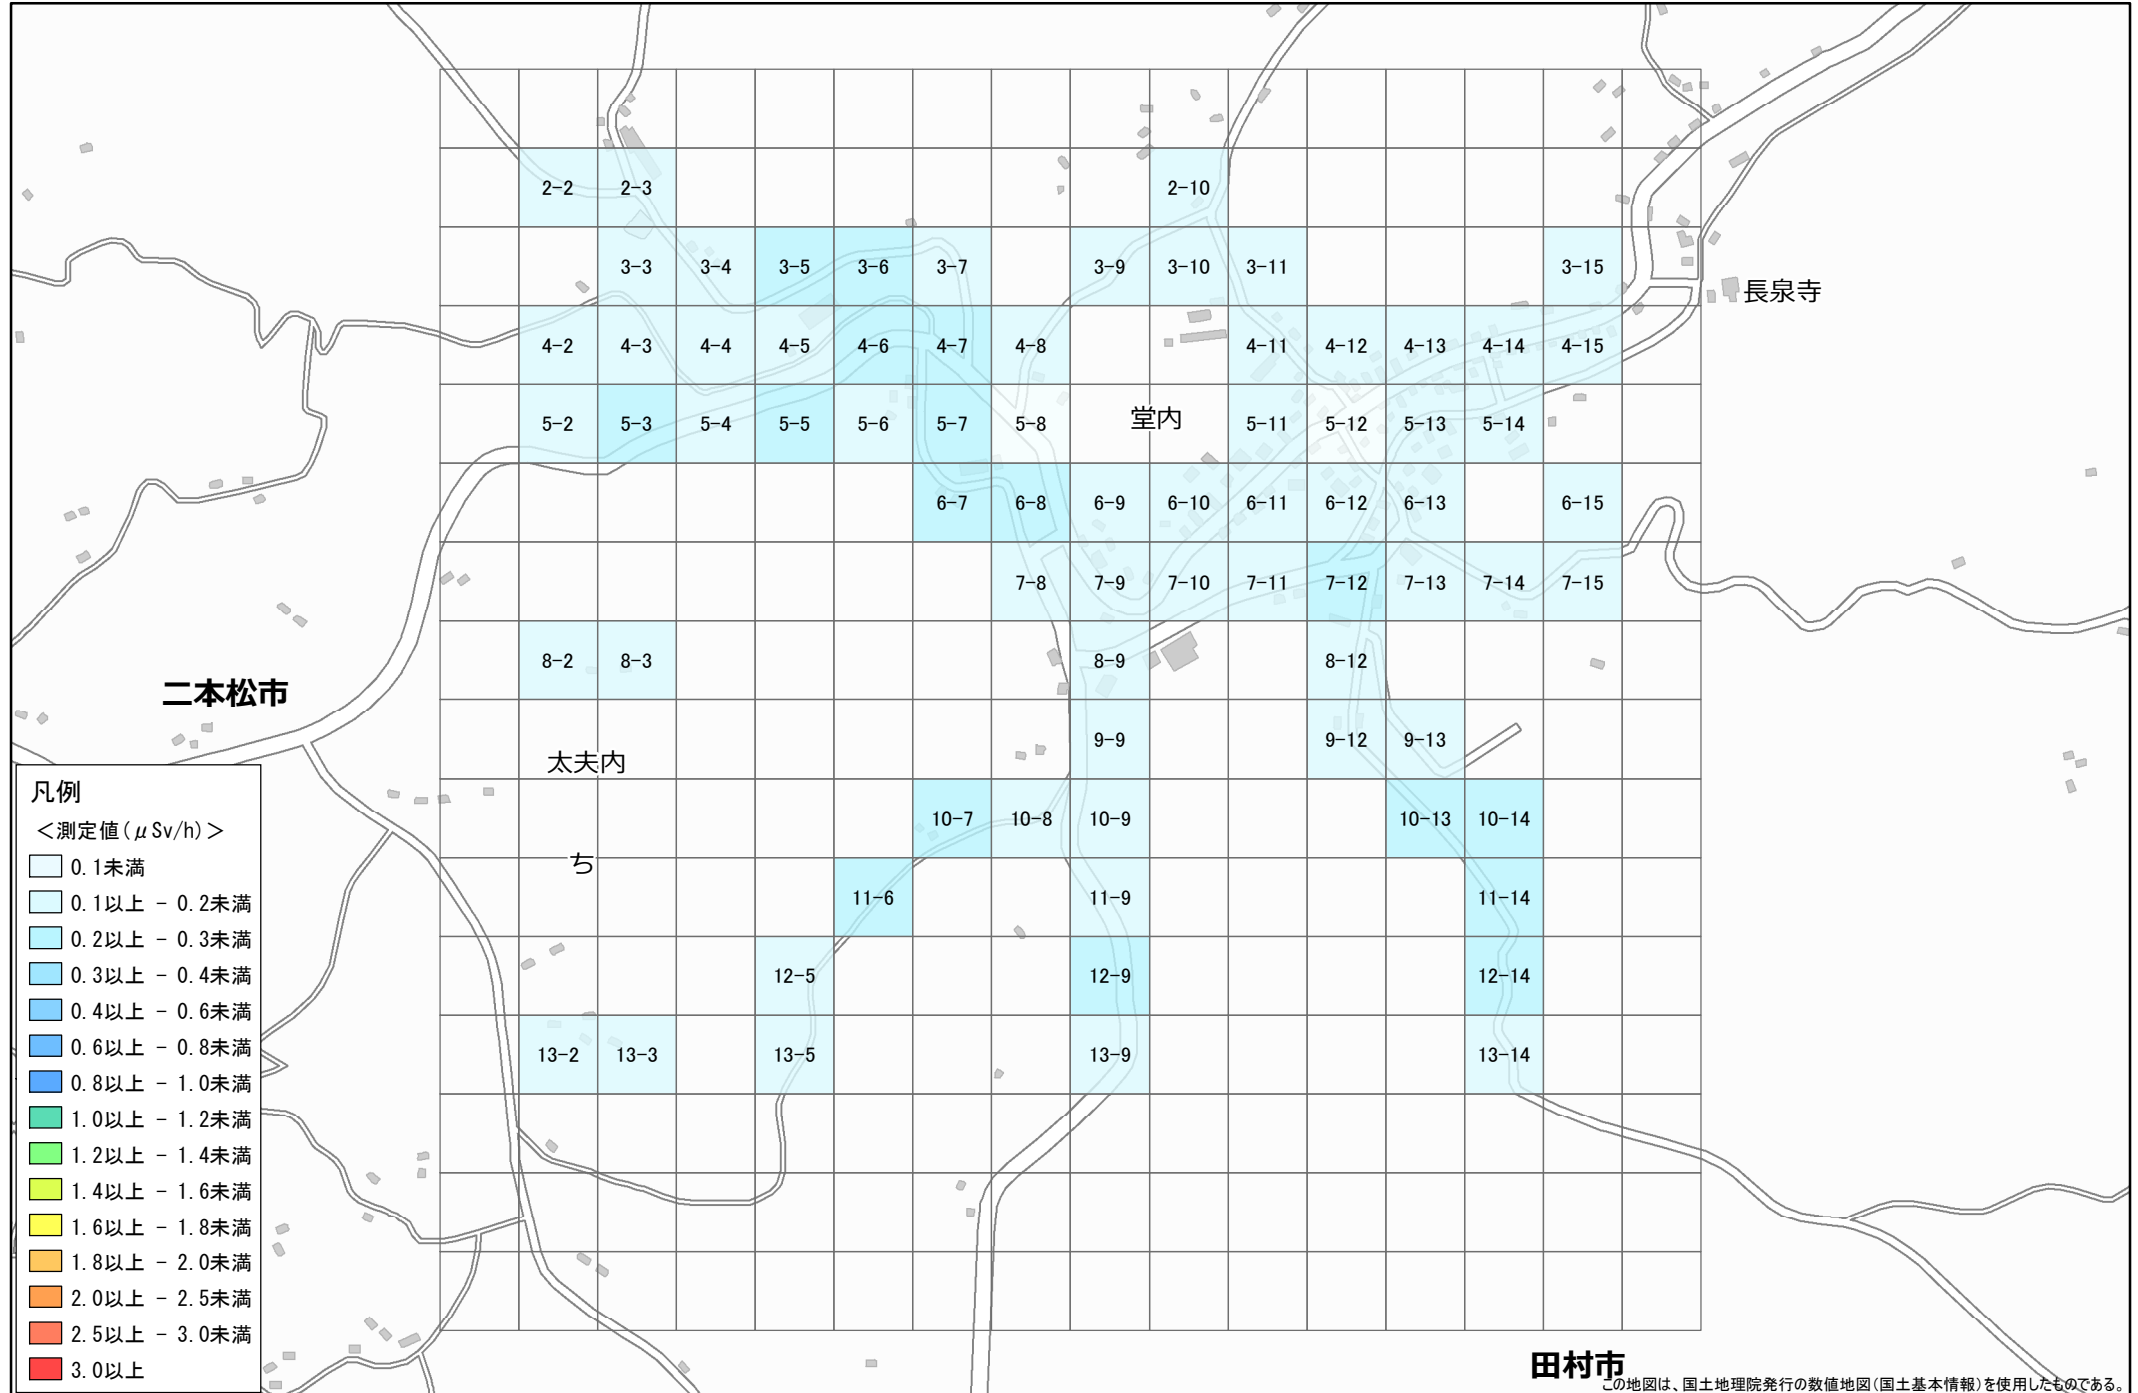 2-2 2-3 2-10
3-3 3-4 3-5 3-6 3-7 3-9 3-10 3-11 3-15
長泉寺
4-2 4-3 4-4 4-5 4-6 4-7 4-8 4-11 4-12 4-13 4-14 4-15
堂内
5-2 5-3 5-4 5-5 5-6 5-7 5-8 5-11 5-12 5-13 5-14
6-7 6-8 6-9 6-10 6-11 6-12 6-13 6-15
7-8 7-9 7-10 7-11 7-12 7-13 7-14 7-15
8-2 8-3 8-9 8-12
二本松市
9-9 9-12 9-13
太夫内
10-7 10-8 10-9 10-13 10-14
ち
11-6 11-9 11-14
12-5 12-9 12-14
13-2 13-3 13-5 13-9 13-14
凡例
＜測定値(μSv/h)＞
0.1未満
0.1以上 - 0.2未満
0.2以上 - 0.3未満
0.3以上 - 0.4未満
0.4以上 - 0.6未満
0.6以上 - 0.8未満
0.8以上 - 1.0未満
1.0以上 - 1.2未満
1.2以上 - 1.4未満
1.4以上 - 1.6未満
1.6以上 - 1.8未満
1.8以上 - 2.0未満
2.0以上 - 2.5未満
2.5以上 - 3.0未満
3.0以上
田村市
この地図は、国土地理院発行の数値地図(国土基本情報)を使用したものである。